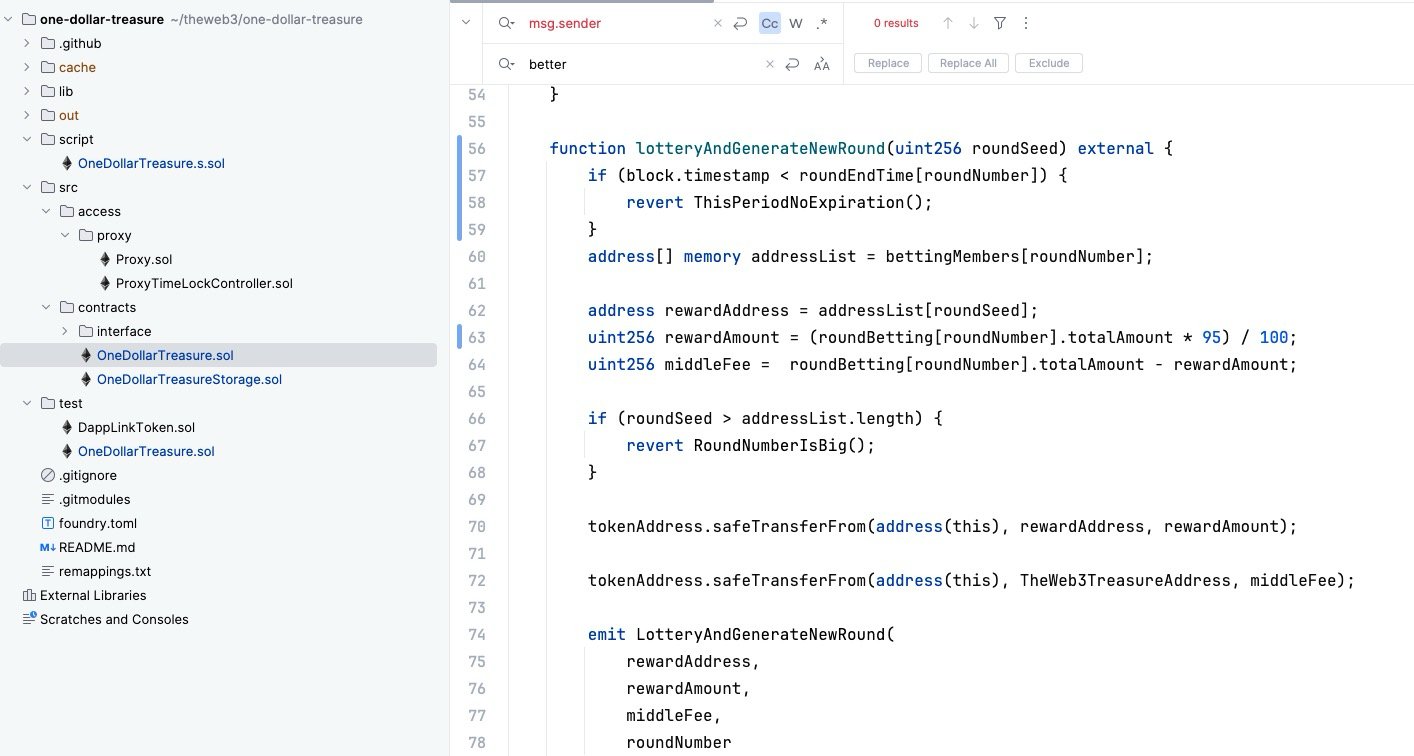 one-dollar-treasure ~/theweb3/one-dollar-treasure
.github
cache
lib
out
script
OneDollarTreasure.s.sol
src
access
proxy
Proxy.sol
ProxyTimeLockController.sol
contracts
interface
OneDollarTreasure.sol
OneDollarTreasureStorage.sol
test
DappLinkToken.sol
OneDollarTreasure.sol
.gitignore
.gitmodules
foundry.toml
README.md
remappings.txt
External Libraries
Scratches and Consoles
msg.sender Cc W .* 0 results
better Replace Replace All Exclude
54 }
55
56 function lotteryAndGenerateNewRound(uint256 roundSeed) external {
57 if (block.timestamp < roundEndTime[roundNumber]) {
58 revert ThisPeriodNoExpiration();
59 }
60 address[] memory addressList = bettingMembers[roundNumber];
61
62 address rewardAddress = addressList[roundSeed];
63 uint256 rewardAmount = (roundBetting[roundNumber].totalAmount * 95) / 100;
64 uint256 middleFee =  roundBetting[roundNumber].totalAmount - rewardAmount;
65
66 if (roundSeed > addressList.length) {
67 revert RoundNumberIsBig();
68 }
69
70 tokenAddress.safeTransferFrom(address(this), rewardAddress, rewardAmount);
71
72 tokenAddress.safeTransferFrom(address(this), TheWeb3TreasureAddress, middleFee);
73
74 emit LotteryAndGenerateNewRound(
75 rewardAddress,
76 rewardAmount,
77 middleFee,
78 roundNumber